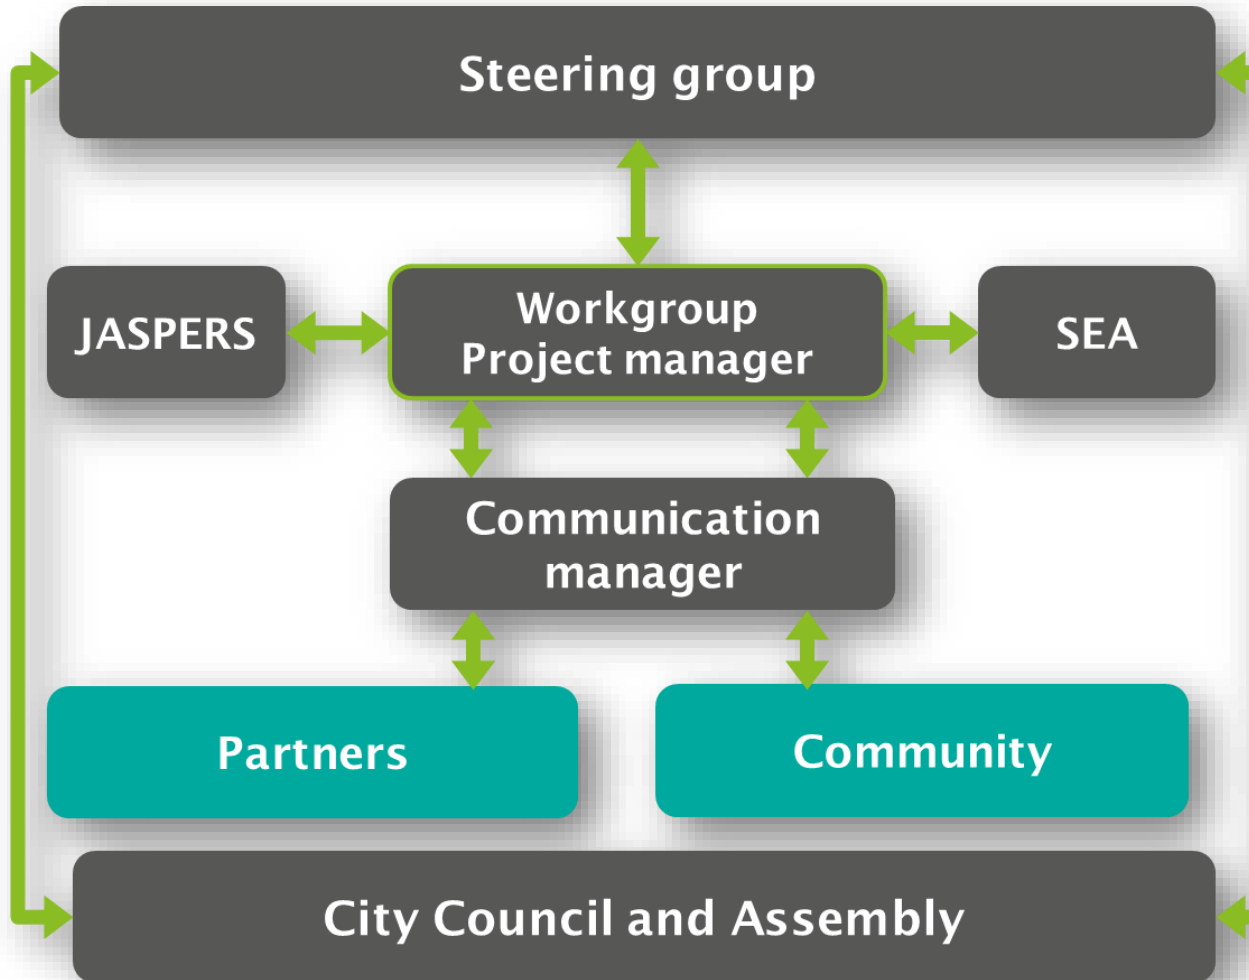 Steering group
JASPERS
Workgroup
Project manager
SEA
Communication
manager
Partners
Community
City Council and Assembly